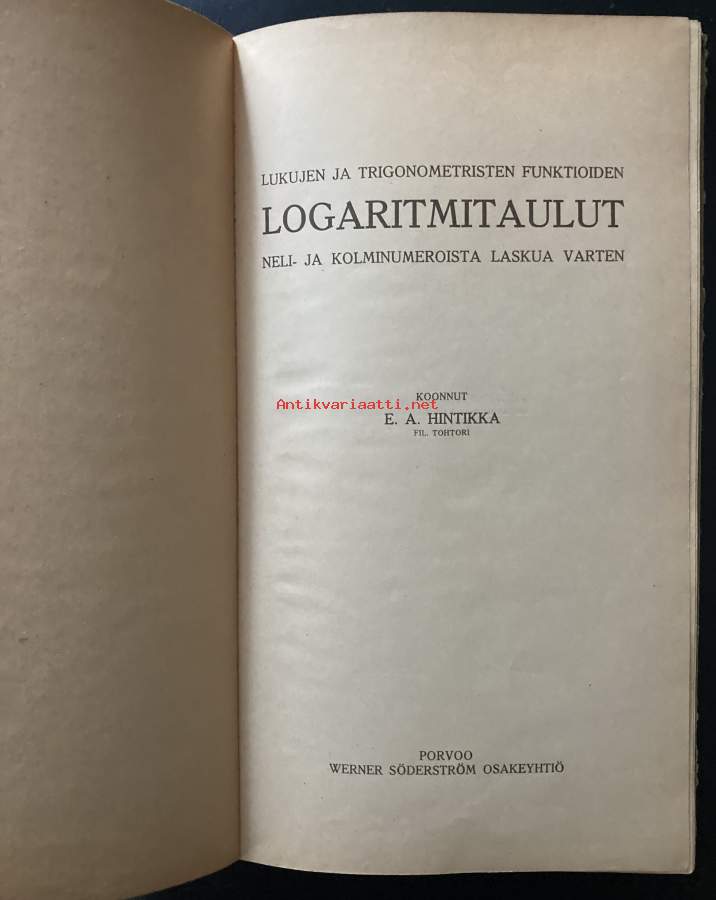 LUKUJEN JA TRIGONOMETRISTEN FUNKTIOIDEN
LOGARITMITAULUT
NELI- JA KOLMINUMEROISTA LASKUA VARTEN
KOONNUT
Antikvariaatti.net
E. A. HINTIKKA
FIL. TOHTORI
PORVOO
WERNER SÖDERSTRÖM OSAKEYHTIÖ